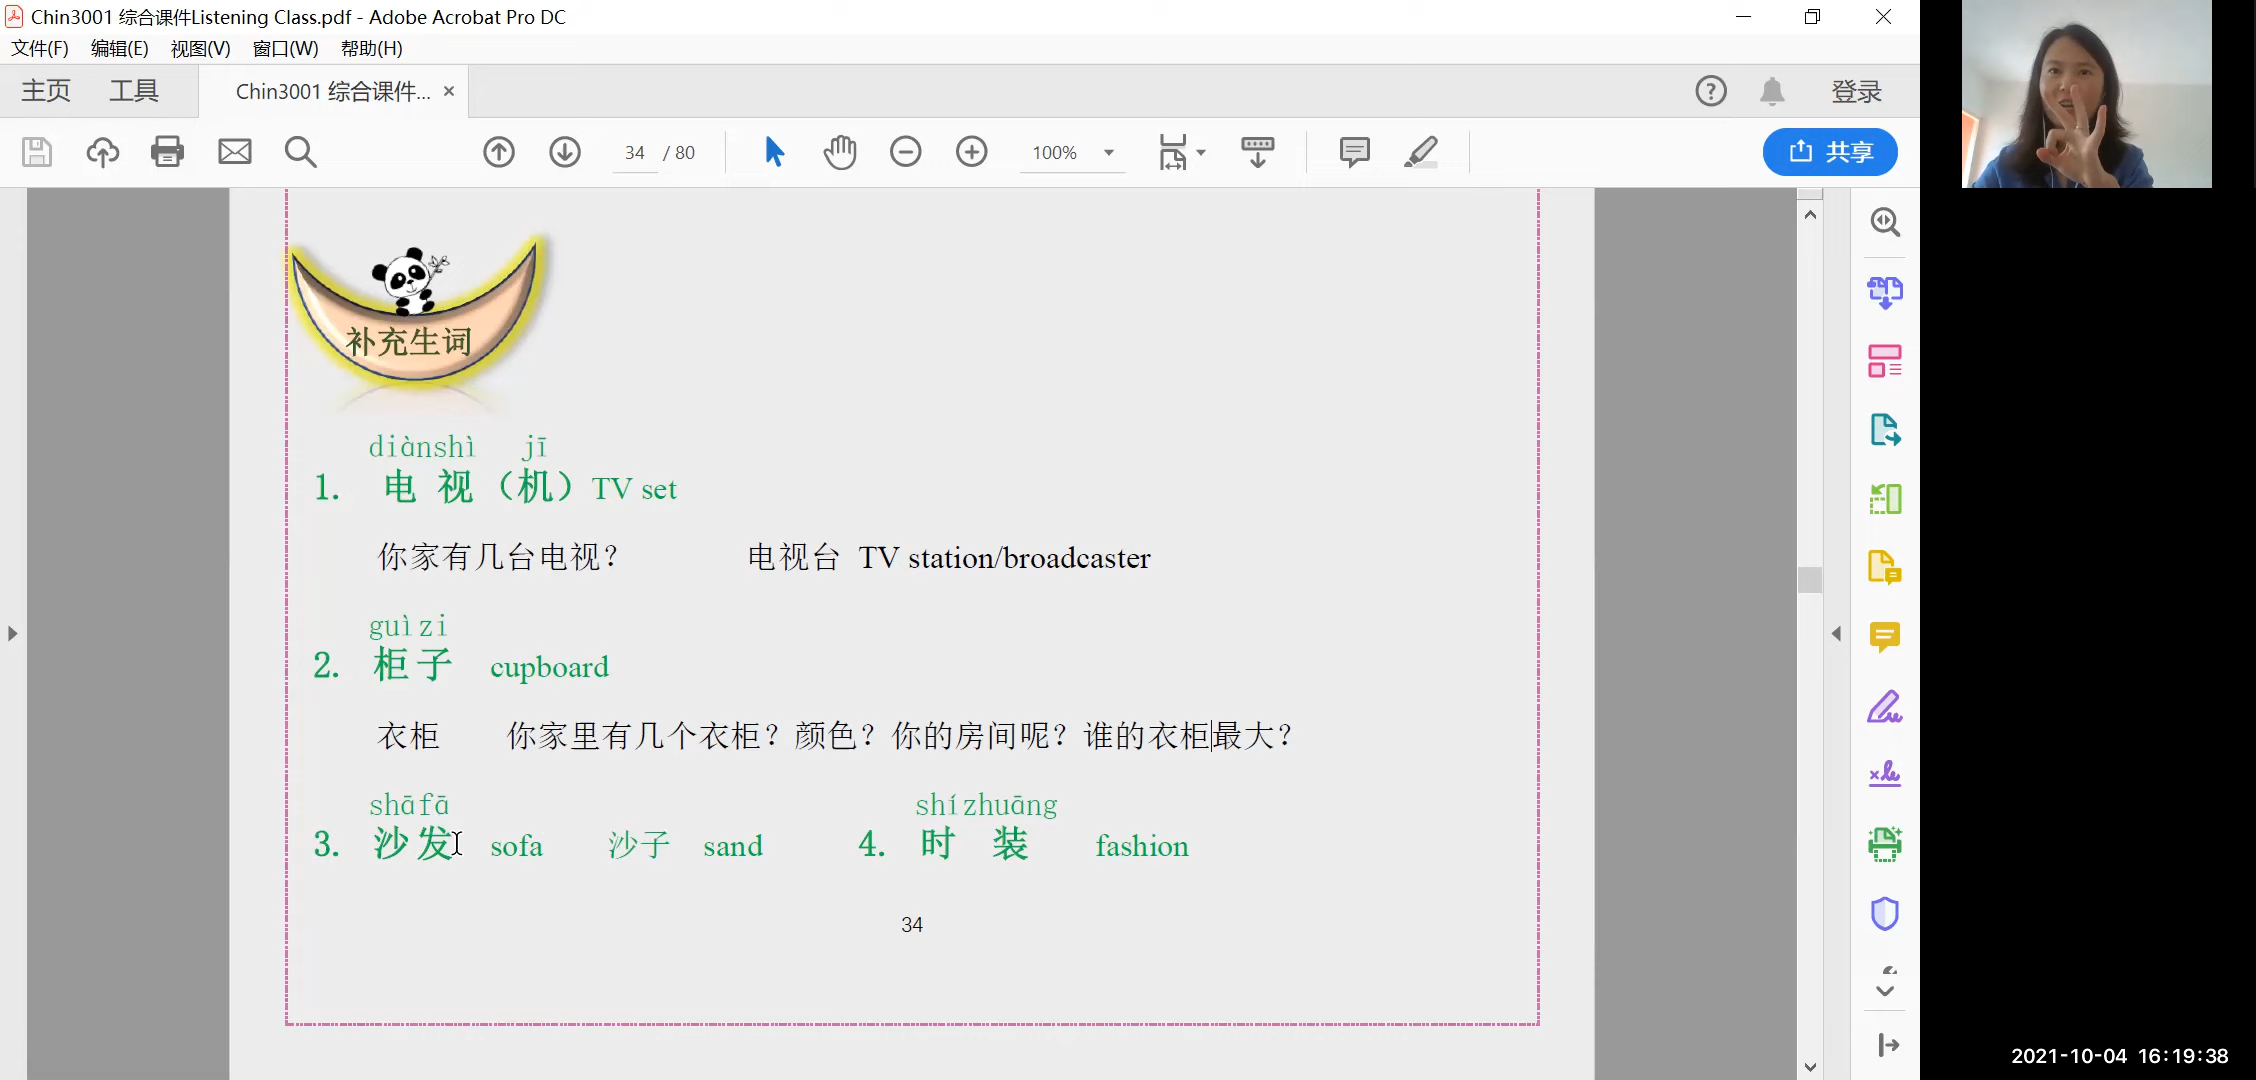 Chin3001 综合课件Listening Class.pdf - Adobe Acrobat Pro DC
文件(F) 编辑(E) 视图(V) 窗口(W) 帮助(H)
主页 工具 Chin3001 综合课件... × 登录
34 / 80 100% 共享
补充生词
diànshì jī
1. 电 视（机）TV set
你家有几台电视？ 电视台 TV station/broadcaster
guìzi
2. 柜子 cupboard
衣柜 你家里有几个衣柜？颜色？你的房间呢？谁的衣柜最大？
shāfā shízhuāng
3. 沙发 sofa 沙子 sand 4. 时 装 fashion
34
2021-10-04 16:19:38